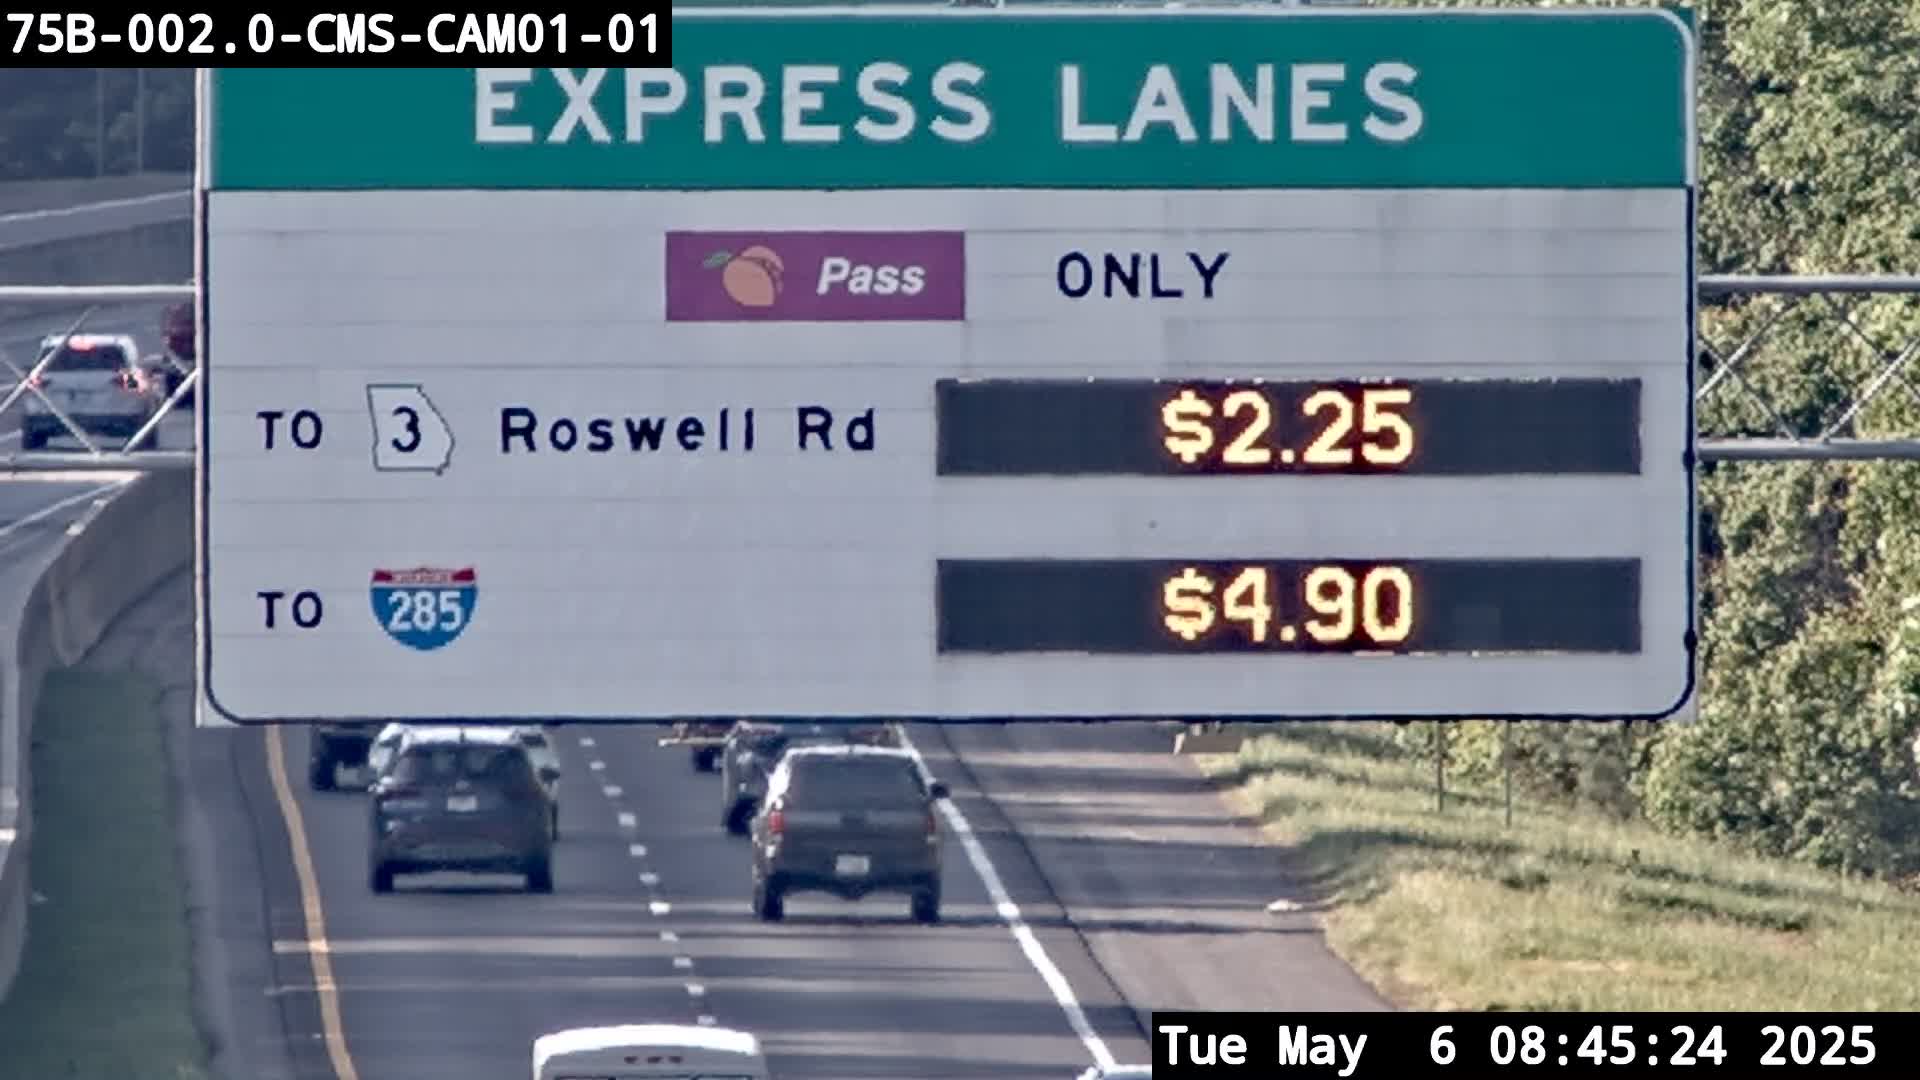 75B-002.0-CMS-CAM01-01
EXPRESS LANES
Pass ONLY
TO 3 Roswell Rd $2.25
TO 285 $4.90
Tue May 6 08:45:24 2025